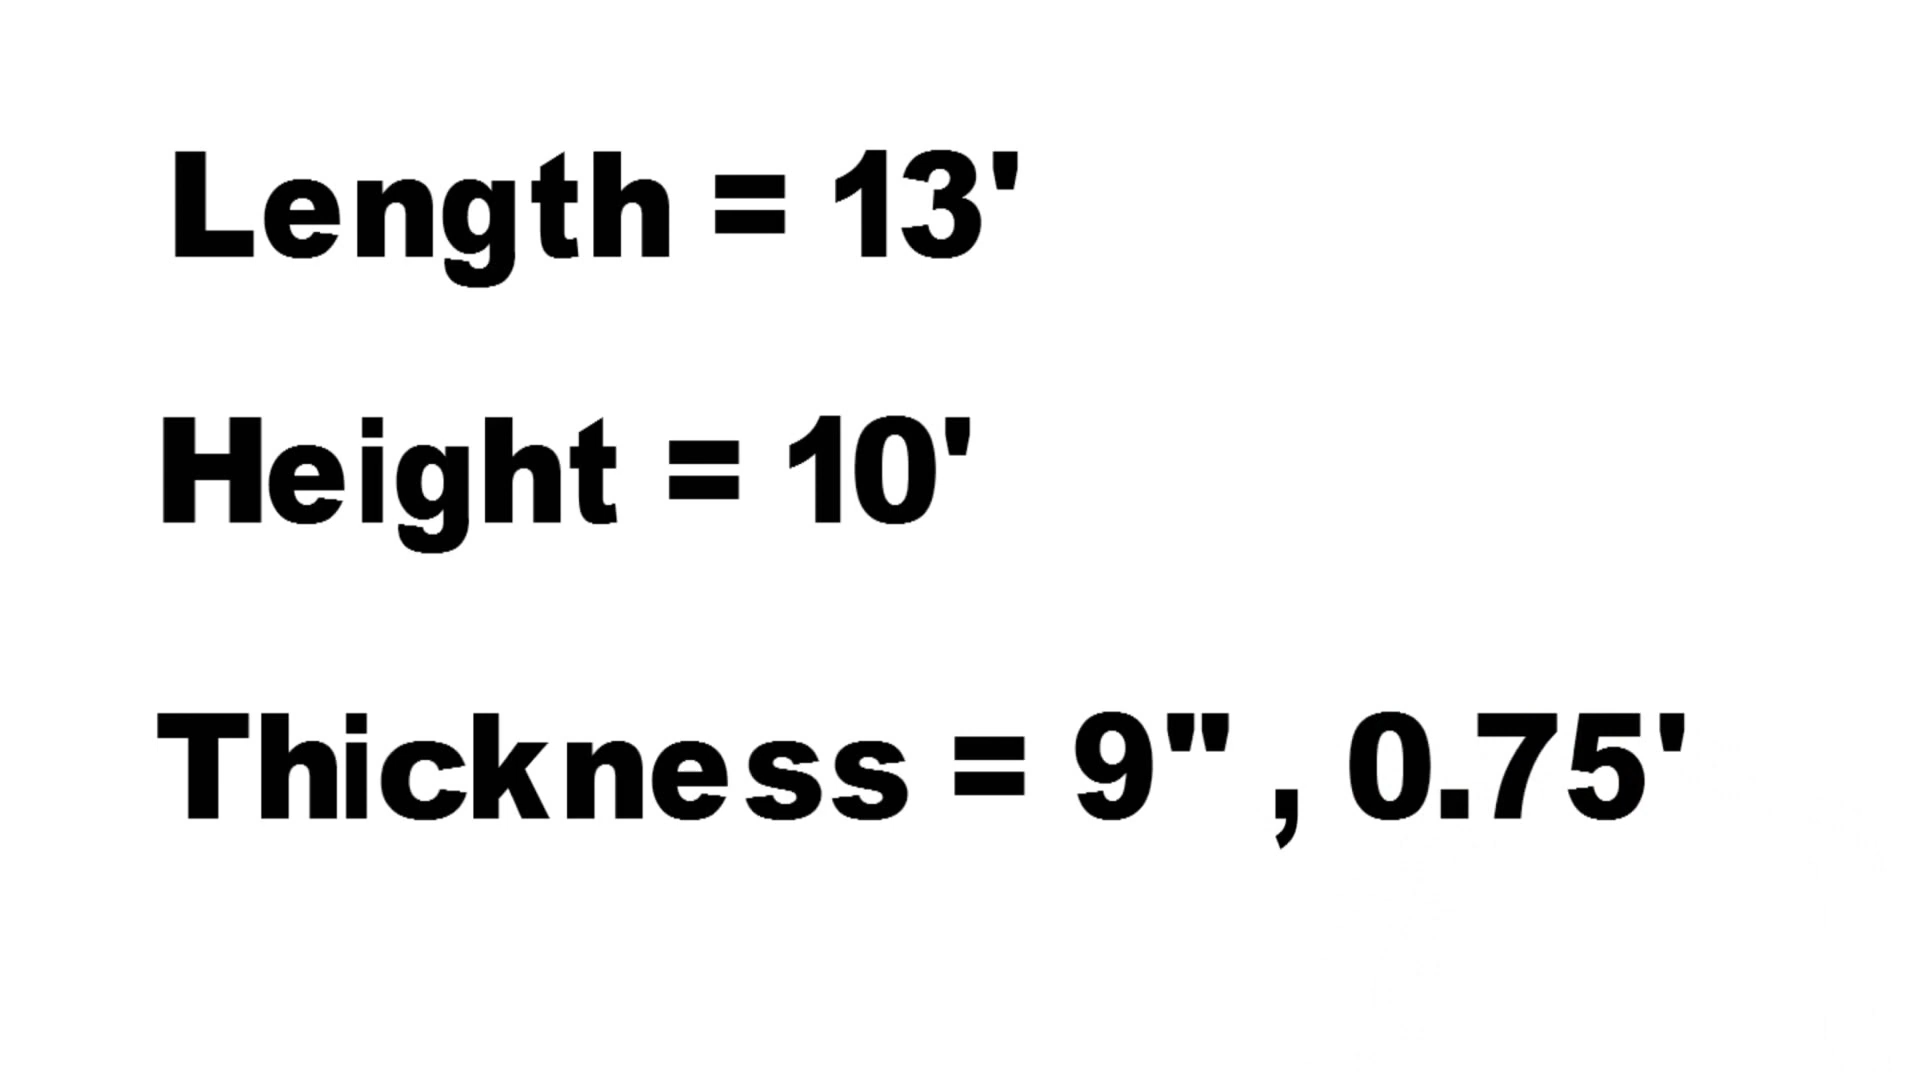 Length = 13'
Height = 10'
Thickness = 9" , 0.75'